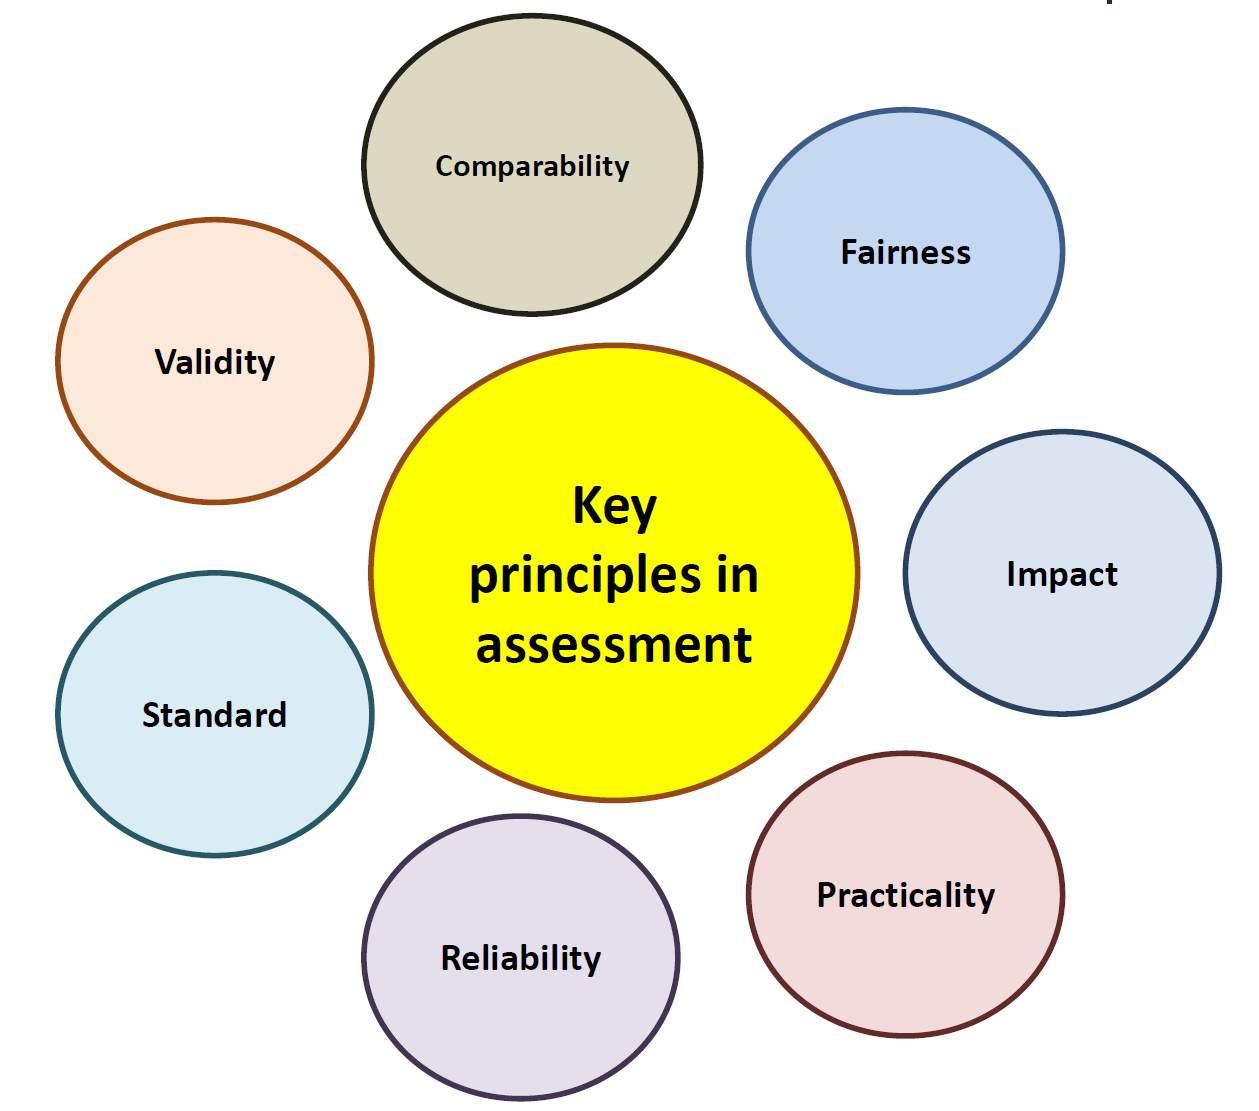 Comparability
Fairness
Validity
Key
principles in
assessment
Impact
Standard
Practicality
Reliability